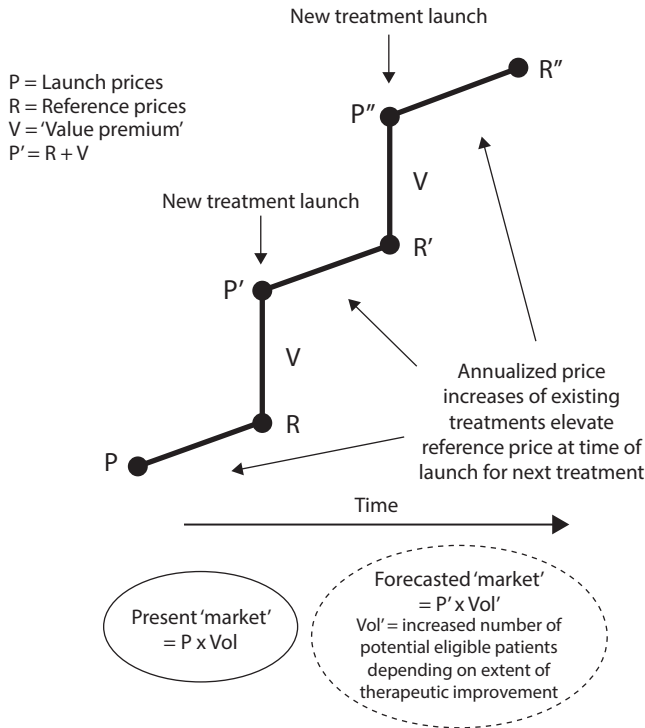 New treatment launch
P = Launch prices
R = Reference prices
V = ‘Value premium’
P′ = R + V
R″
P″
V
New treatment launch
R′
P′
V
Annualized price
increases of existing
treatments elevate
reference price at time of
launch for next treatment
R
P
Time
Present ‘market’
= P x Vol
Forecasted ‘market’
= P′ x Vol′
Vol′ = increased number of
potential eligible patients
depending on extent of
therapeutic improvement